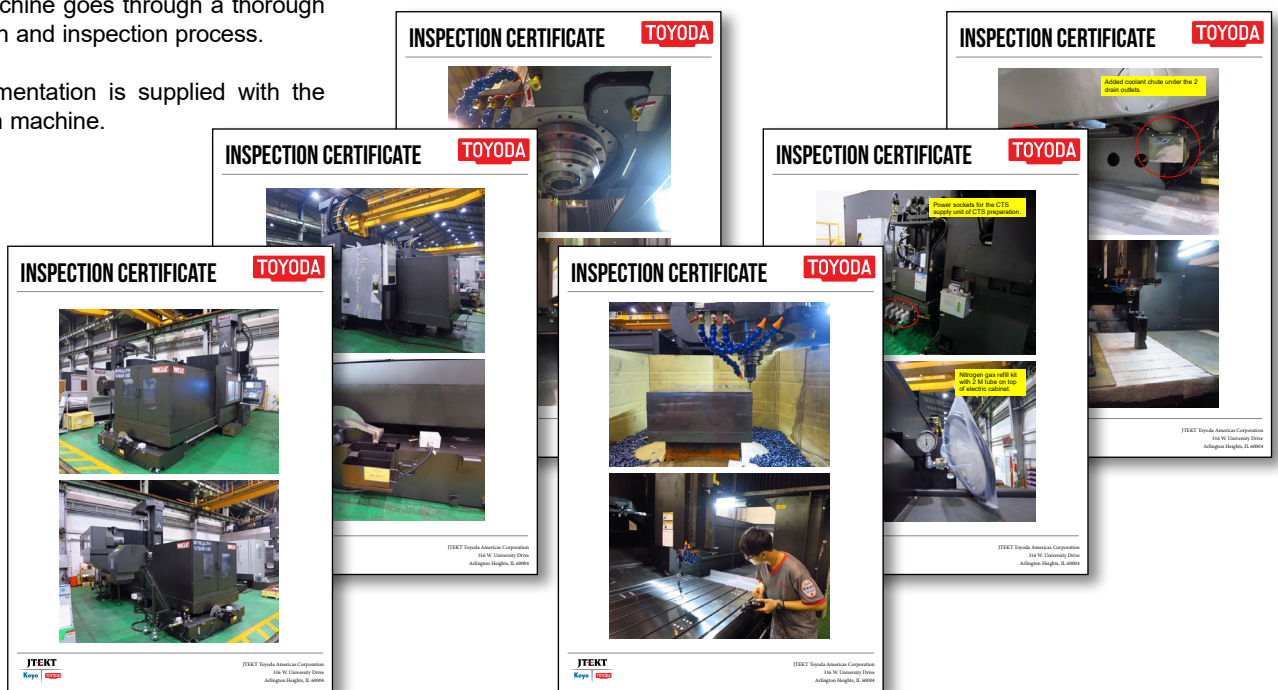 chine goes through a thorough
n and inspection process.
mentation is supplied with the
n machine.
INSPECTION CERTIFICATE
TOYODA
INSPECTION CERTIFICATE
TOYODA
Added coolant chute under the 2
drain outlets.
INSPECTION CERTIFICATE
TOYODA
INSPECTION CERTIFICATE
TOYODA
Power sockets for the CTS
supply unit of CTS preparation.
INSPECTION CERTIFICATE
TOYODA
INSPECTION CERTIFICATE
TOYODA
Nitrogen gas refill kit
with 2 M tube on top
of electric cabinet.
JTEKT Toyoda Americas Corporation
316 W. University Drive
Arlington Heights, IL 60004
JTEKT Toyoda Americas Corporation
316 W. University Drive
Arlington Heights, IL 60004
JTEKT Toyoda Americas Corporation
316 W. University Drive
Arlington Heights, IL 60004
JTEKT
Koyo TOYODA
JTEKT Toyoda Americas Corporation
316 W. University Drive
Arlington Heights, IL 60004
JTEKT
Koyo TOYODA
JTEKT Toyoda Americas Corporation
316 W. University Drive
Arlington Heights, IL 60004